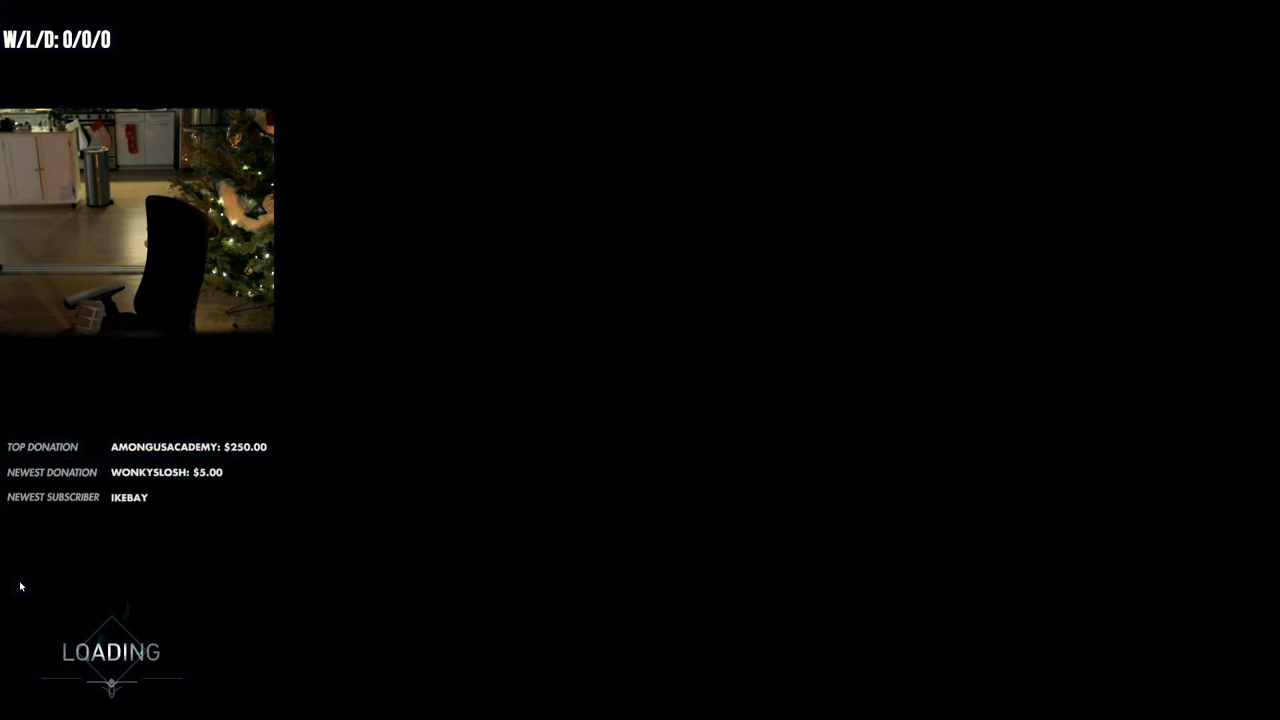 W/L/D: 0/0/0
TOP DONATION AMONGUSACADEMY: $250.00
NEWEST DONATION WONKYSLOSH: $5.00
NEWEST SUBSCRIBER IKEBAY
LOADING